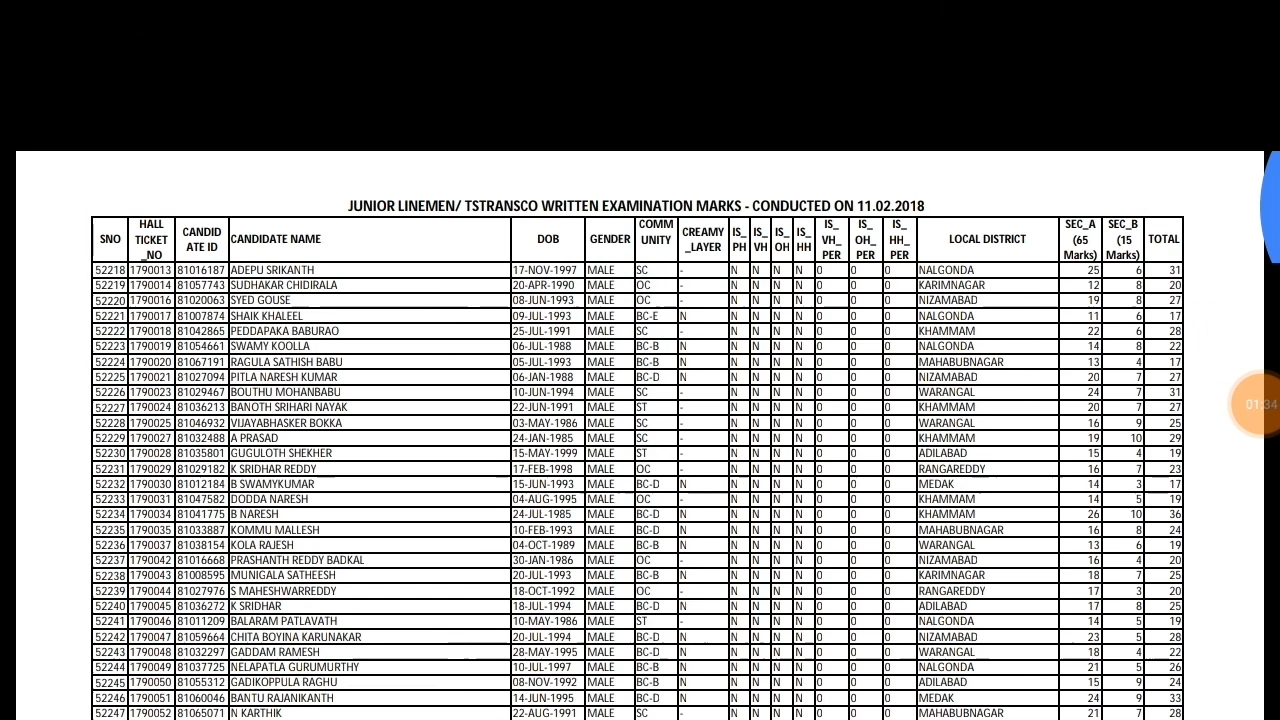 JUNIOR LINEMEN/ TSTRANSCO WRITTEN EXAMINATION MARKS - CONDUCTED ON 11.02.2018
SNO HALL TICKET _NO CANDID ATE ID CANDIDATE NAME DOB GENDER COMM UNITY CREAMY _LAYER IS_ PH IS_ VH IS_ OH IS_ HH IS_ VH_ PER IS_ OH_ PER IS_ HH_ PER LOCAL DISTRICT SEC_A (65 Marks) SEC_B (15 Marks) TOTAL
52218 1790013 81016187 ADEPU SRIKANTH 17-NOV-1997 MALE SC - N N N N 0 0 0 NALGONDA 25 6 31
52219 1790014 81057743 SUDHAKAR CHIDIRALA 20-APR-1990 MALE OC - N N N N 0 0 0 KARIMNAGAR 12 8 20
52220 1790016 81020063 SYED GOUSE 08-JUN-1993 MALE OC - N N N N 0 0 0 NIZAMABAD 19 8 27
52221 1790017 81007874 SHAIK KHALEEL 09-JUL-1993 MALE BC-E N N N N N 0 0 0 NALGONDA 11 6 17
52222 1790018 81042865 PEDDAPAKA BABURAO 25-JUL-1991 MALE SC - N N N N 0 0 0 KHAMMAM 22 6 28
52223 1790019 81054661 SWAMY KOOLLA 06-JUL-1988 MALE BC-B N N N N N 0 0 0 NALGONDA 14 8 22
52224 1790020 81067191 RAGULA SATHISH BABU 05-JUL-1993 MALE BC-B N N N N N 0 0 0 MAHABUBNAGAR 13 4 17
52225 1790021 81027094 PITLA NARESH KUMAR 06-JAN-1988 MALE BC-D N N N N N 0 0 0 NIZAMABAD 20 7 27
52226 1790023 81029467 BOUTHU MOHANBABU 10-JUN-1994 MALE SC - N N N N 0 0 0 WARANGAL 24 7 31
52227 1790024 81036213 BANOTH SRIHARI NAYAK 22-JUN-1991 MALE ST - N N N N 0 0 0 KHAMMAM 20 7 27
52228 1790025 81046932 VIJAYABHASKER BOKKA 03-MAY-1986 MALE SC - N N N N 0 0 0 WARANGAL 16 9 25
52229 1790027 81032488 A PRASAD 24-JAN-1985 MALE SC - N N N N 0 0 0 KHAMMAM 19 10 29
52230 1790028 81035801 GUGULOTH SHEKHER 15-MAY-1999 MALE ST - N N N N 0 0 0 ADILABAD 15 4 19
52231 1790029 81029182 K SRIDHAR REDDY 17-FEB-1998 MALE OC - N N N N 0 0 0 RANGAREDDY 16 7 23
52232 1790030 81012184 B SWAMYKUMAR 15-JUN-1993 MALE BC-D N N N N N 0 0 0 MEDAK 14 3 17
52233 1790031 81047582 DODDA NARESH 04-AUG-1995 MALE OC - N N N N 0 0 0 KHAMMAM 14 5 19
52234 1790034 81041775 B NARESH 24-JUL-1985 MALE BC-D N N N N N 0 0 0 KHAMMAM 26 10 36
52235 1790035 81033887 KOMMU MALLESH 10-FEB-1993 MALE BC-D N N N N N 0 0 0 MAHABUBNAGAR 16 8 24
52236 1790037 81038154 KOLA RAJESH 04-OCT-1989 MALE BC-B N N N N N 0 0 0 WARANGAL 13 6 19
52237 1790042 81016668 PRASHANTH REDDY BADKAL 30-JAN-1986 MALE OC - N N N N 0 0 0 NIZAMABAD 16 4 20
52238 1790043 81008595 MUNIGALA SATHEESH 20-JUL-1993 MALE BC-B N N N N N 0 0 0 KARIMNAGAR 18 7 25
52239 1790044 81027976 S MAHESHWARREDDY 18-OCT-1992 MALE OC - N N N N 0 0 0 RANGAREDDY 17 3 20
52240 1790045 81036272 K SRIDHAR 18-JUL-1994 MALE BC-D N N N N N 0 0 0 ADILABAD 17 8 25
52241 1790046 81011209 BALARAM PATLAVATH 10-MAY-1986 MALE ST - N N N N 0 0 0 NALGONDA 14 5 19
52242 1790047 81059664 CHITA BOYINA KARUNAKAR 20-JUL-1994 MALE BC-D N N N N N 0 0 0 NIZAMABAD 23 5 28
52243 1790048 81032297 GADDAM RAMESH 28-MAY-1995 MALE BC-D N N N N N 0 0 0 WARANGAL 18 4 22
52244 1790049 81037725 NELAPATLA GURUMURTHY 10-JUL-1997 MALE BC-B N N N N N 0 0 0 NALGONDA 21 5 26
52245 1790050 81055312 GADIKOPPULA RAGHU 08-NOV-1992 MALE BC-B N N N N N 0 0 0 ADILABAD 15 9 24
52246 1790051 81060046 BANTU RAJANIKANTH 14-JUN-1995 MALE BC-D N N N N N 0 0 0 MEDAK 24 9 33
52247 1790052 81065071 N KARTHIK 22-AUG-1991 MALE SC - N N N N 0 0 0 MAHABUBNAGAR 21 7 28
01:34